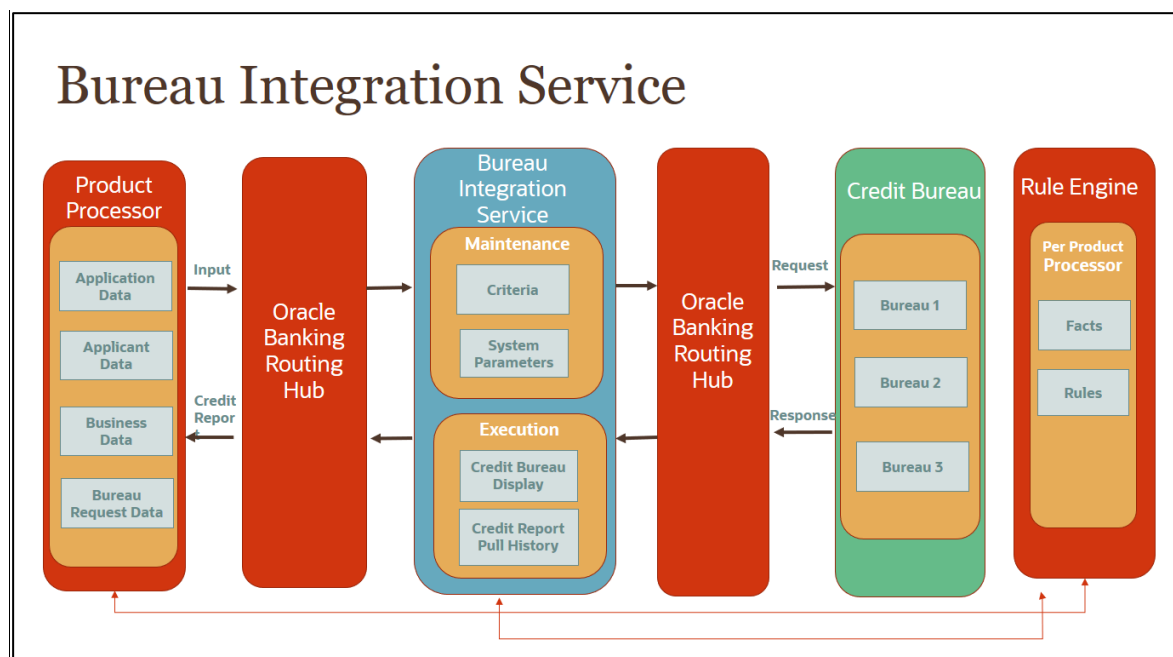 Bureau Integration Service
Product
Processor
Application
Data
Applicant
Data
Business
Data
Bureau
Request Data
Input
Credit
Repor
t
Oracle
Banking
Routing
Hub
Bureau
Integration
Service
Maintenance
Criteria
System
Parameters
Execution
Credit Bureau
Display
Credit Report
Pull History
Oracle
Banking
Routing
Hub
Request
Response
Credit Bureau
Bureau 1
Bureau 2
Bureau 3
Rule Engine
Per Product
Processor
Facts
Rules